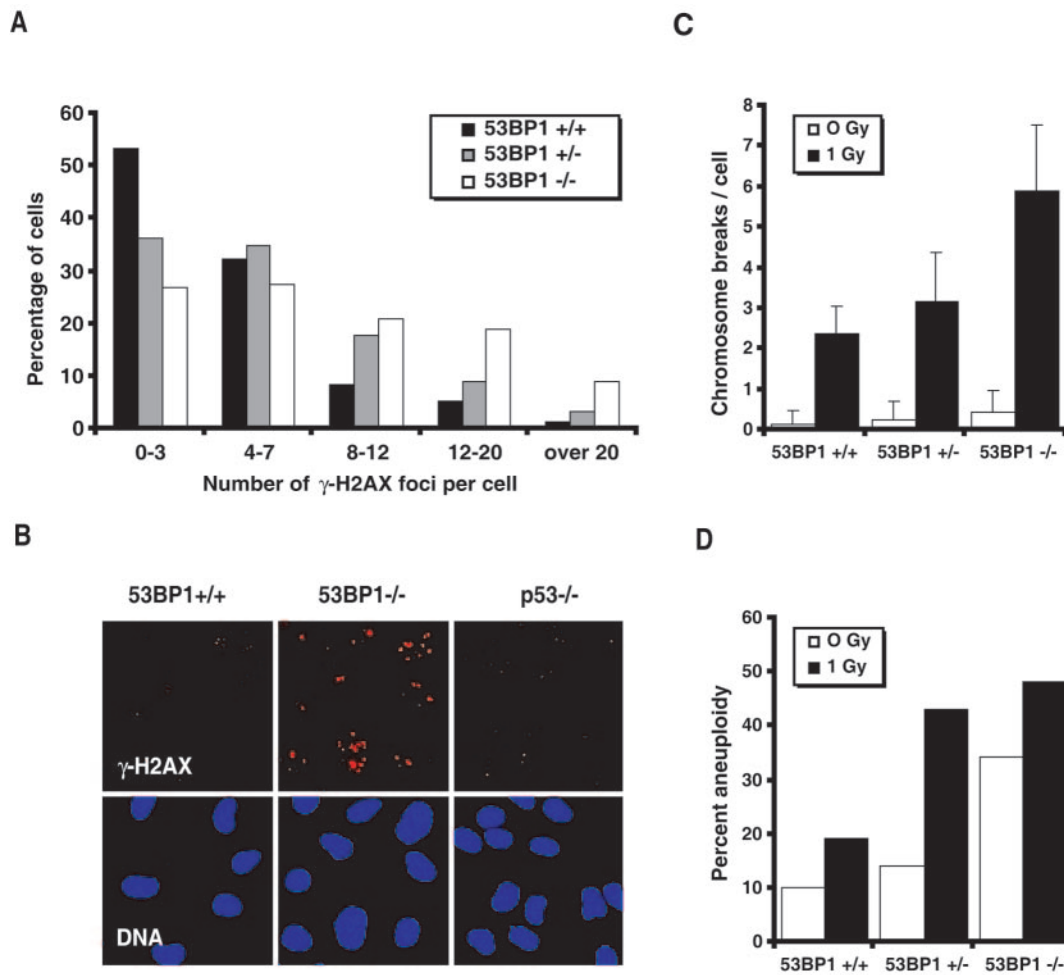 A
60
50
40
30
20
10
0
Percentage of cells
53BP1 +/+
53BP1 +/-
53BP1 -/-
0-3 4-7 8-12 12-20 over 20
Number of γ-H2AX foci per cell
B
53BP1+/+ 53BP1-/- p53-/-
γ-H2AX
DNA
C
8
7
6
5
4
3
2
1
0
Chromosome breaks / cell
O Gy
1 Gy
53BP1 +/+ 53BP1 +/- 53BP1 -/-
D
60
50
40
30
20
10
0
Percent aneuploidy
O Gy
1 Gy
53BP1 +/+ 53BP1 +/- 53BP1 -/-